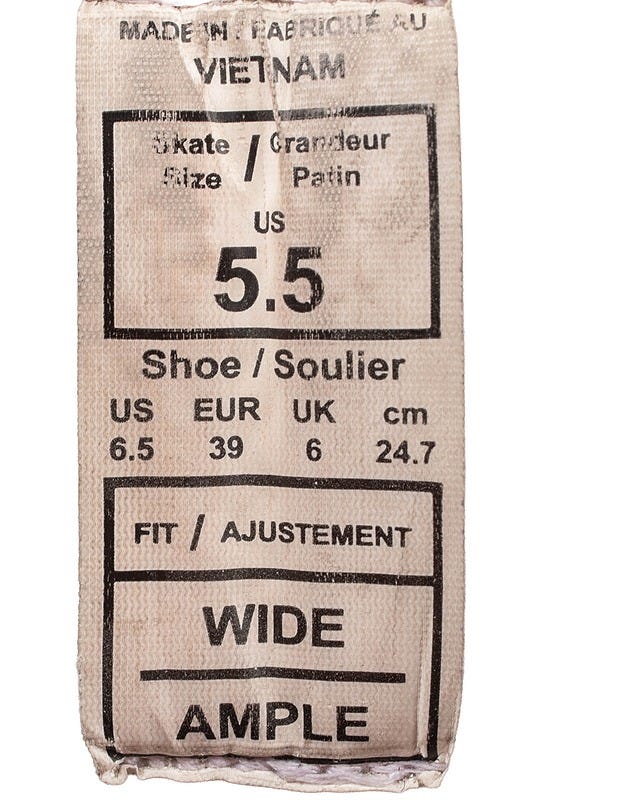 MADE IN / FABRIQUÉ AU
VIETNAM
Skate / Grandeur
Size Patin
US
5.5
Shoe / Soulier
US EUR UK cm
6.5 39 6 24.7
FIT / AJUSTEMENT
WIDE
AMPLE